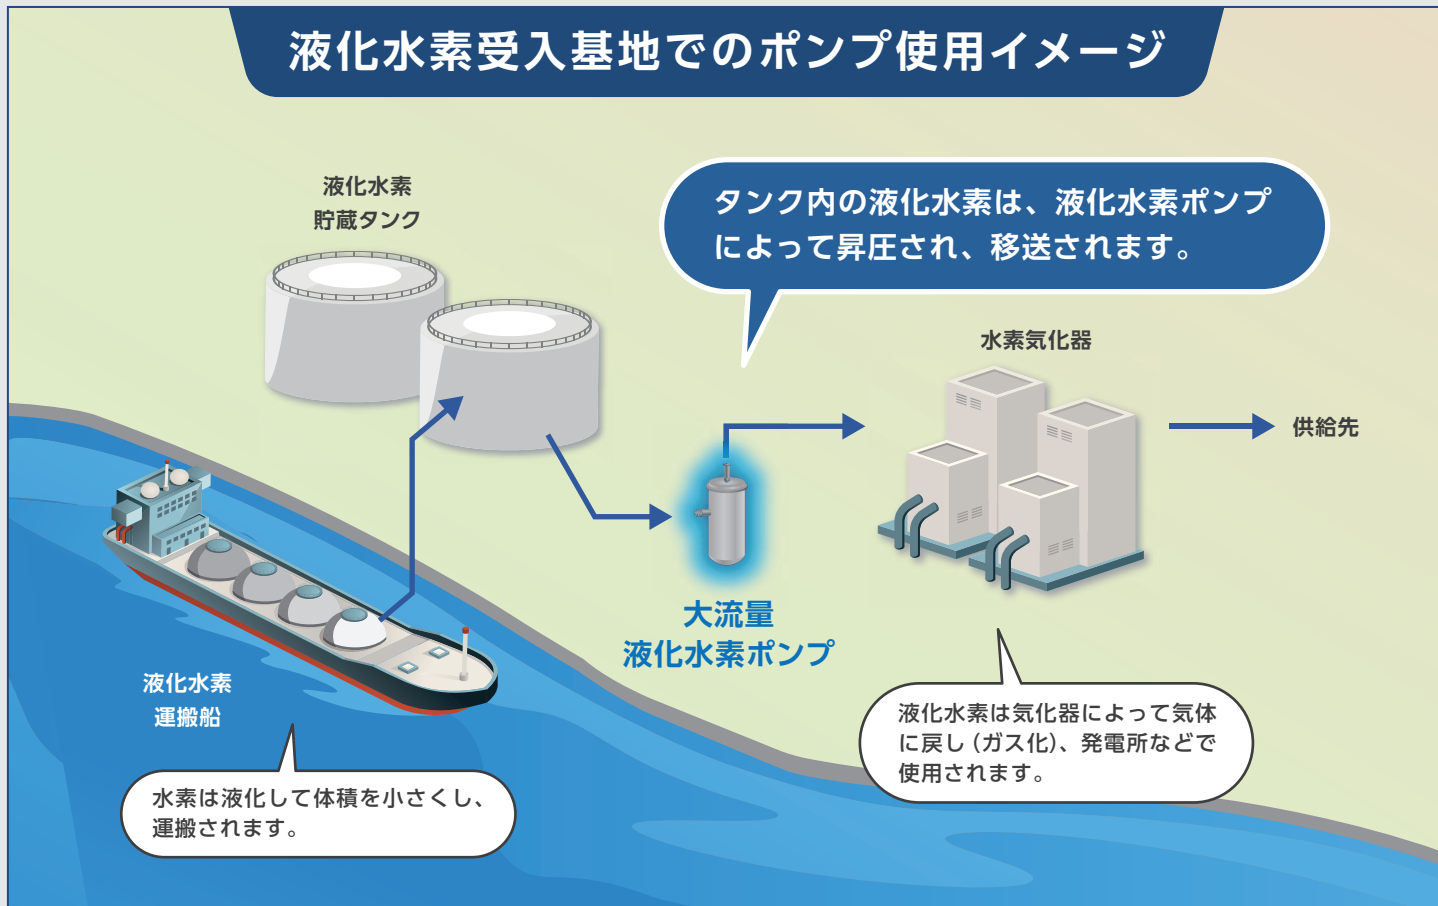 液化水素受入基地でのポンプ使用イメージ
液化水素
貯蔵タンク
タンク内の液化水素は、液化水素ポンプ
によって昇圧され、移送されます。
水素気化器
供給先
大流量
液化水素ポンプ
液化水素
運搬船
液化水素は気化器によって気体
に戻し（ガス化）、発電所などで
使用されます。
水素は液化して体積を小さくし、
運搬されます。